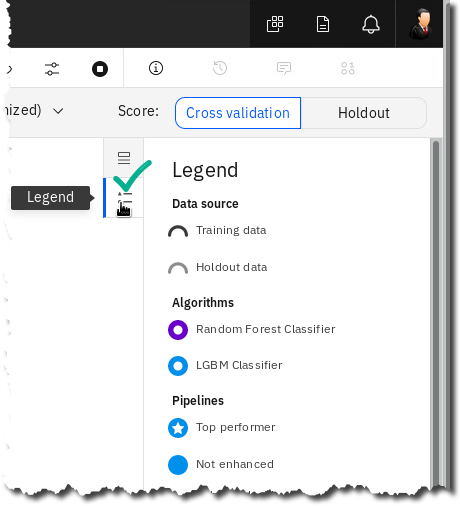 nized)
Score:
Cross validation
Holdout
Legend
Legend
Data source
Training data
Holdout data
Algorithms
Random Forest Classifier
LGBM Classifier
Pipelines
Top performer
Not enhanced